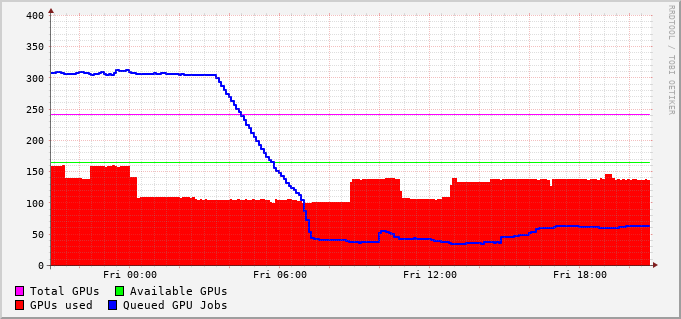 400
350
300
250
200
150
100
50
0
Fri 00:00 Fri 06:00 Fri 12:00 Fri 18:00
Total GPUs Available GPUs
GPUs used Queued GPU Jobs
RRDTOOL / TOBI OETIKER